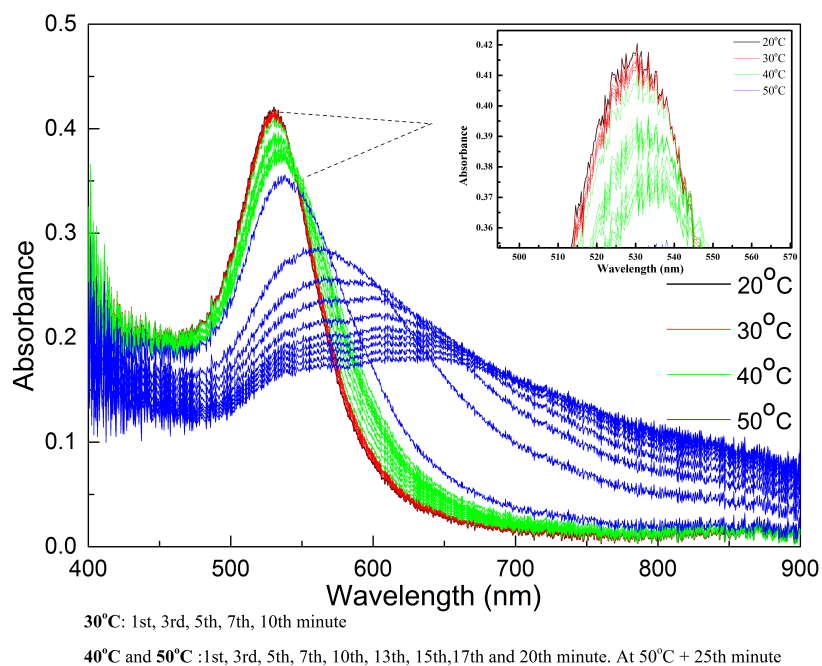 0.5
0.4
0.3
0.2
0.1
0.0
Absorbance
400 500 600 700 800 900
Wavelength (nm)
0.42
0.41
0.40
0.39
0.38
0.37
0.36
Absorbance
500 510 520 530 540 550 560 570
Wavelength (nm)
20°C
30°C
40°C
50°C
20°C
30°C
40°C
50°C
30°C: 1st, 3rd, 5th, 7th, 10th minute
40°C and 50°C :1st, 3rd, 5th, 7th, 10th, 13th, 15th,17th and 20th minute. At 50°C + 25th minute